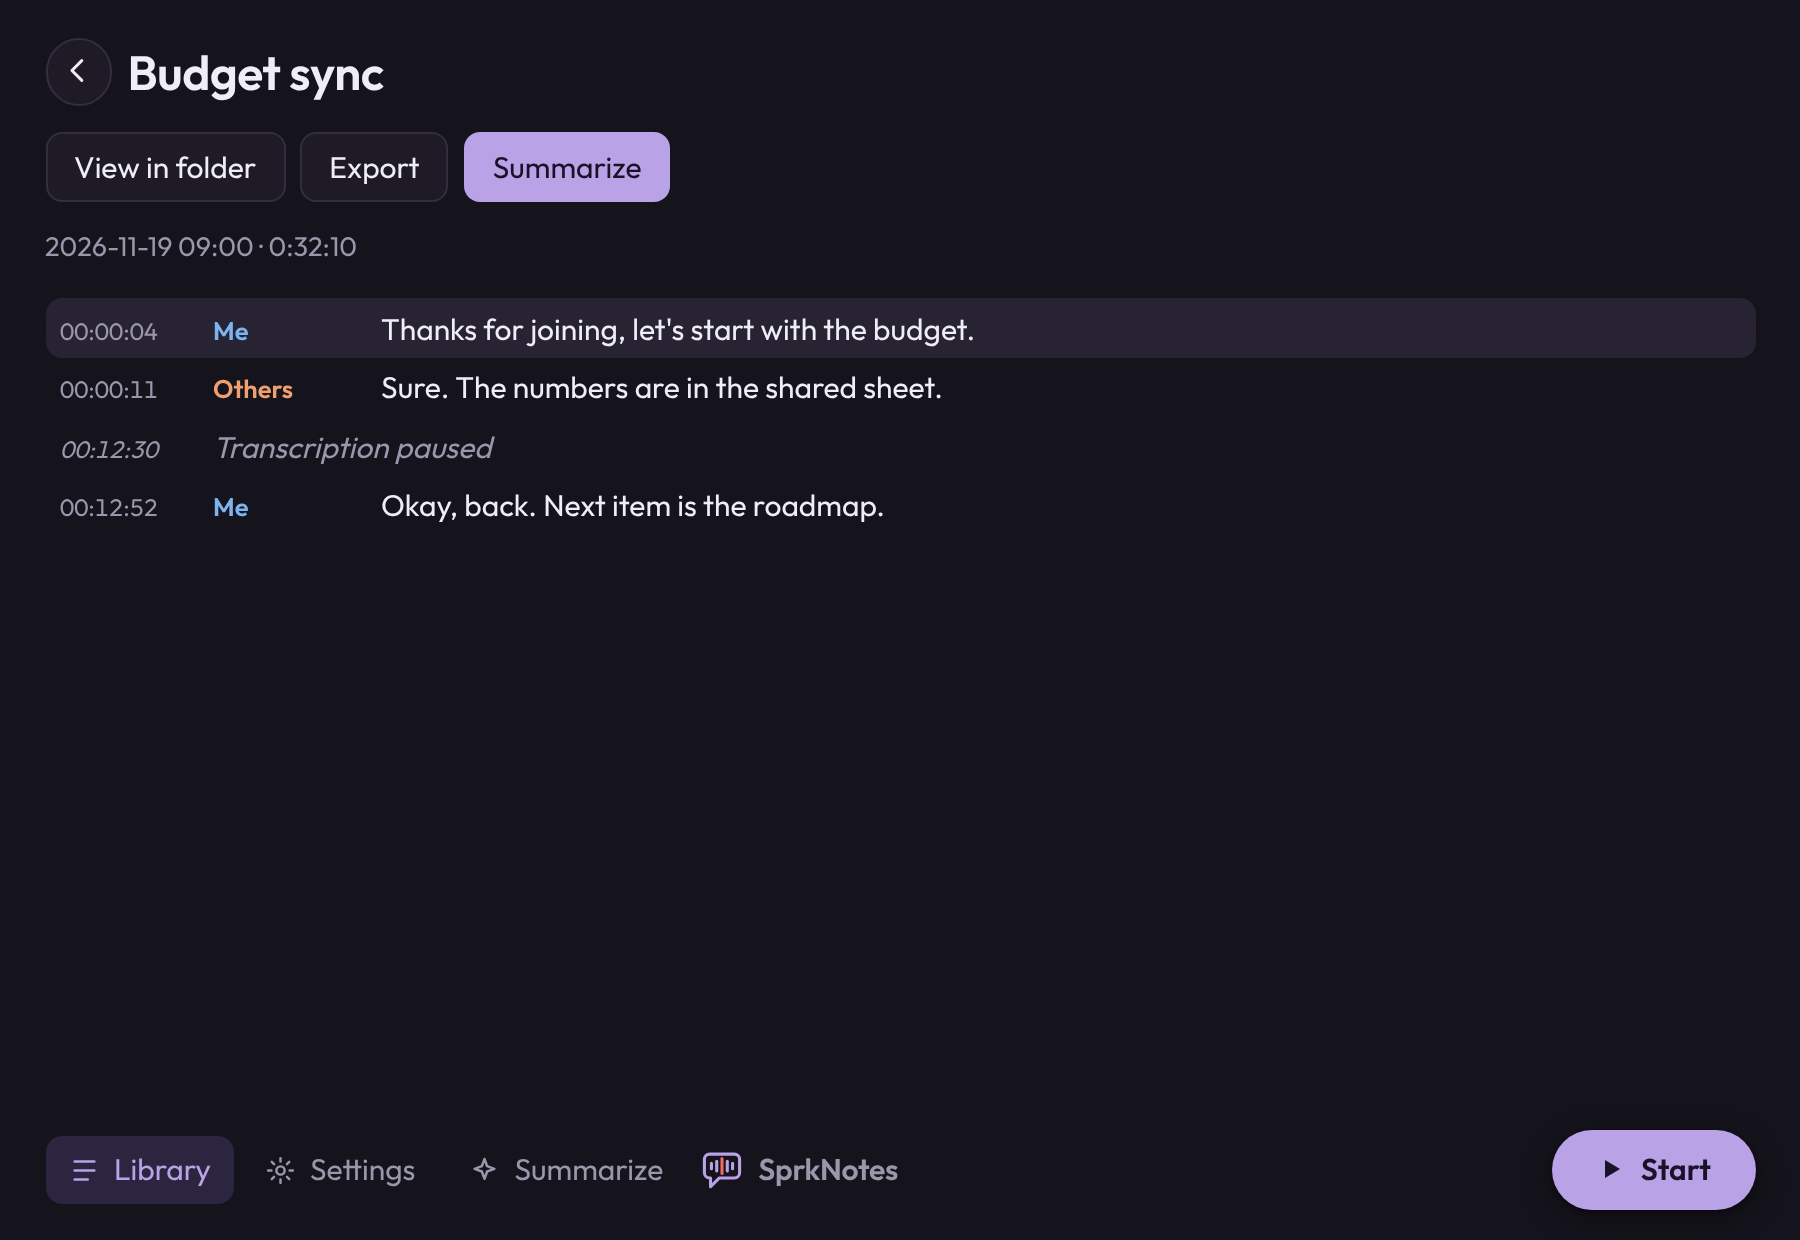 Budget sync
View in folder Export Summarize
2026-11-19 09:00 · 0:32:10
00:00:04 Me Thanks for joining, let's start with the budget.
00:00:11 Others Sure. The numbers are in the shared sheet.
00:12:30 Transcription paused
00:12:52 Me Okay, back. Next item is the roadmap.
Library Settings Summarize SprkNotes Start